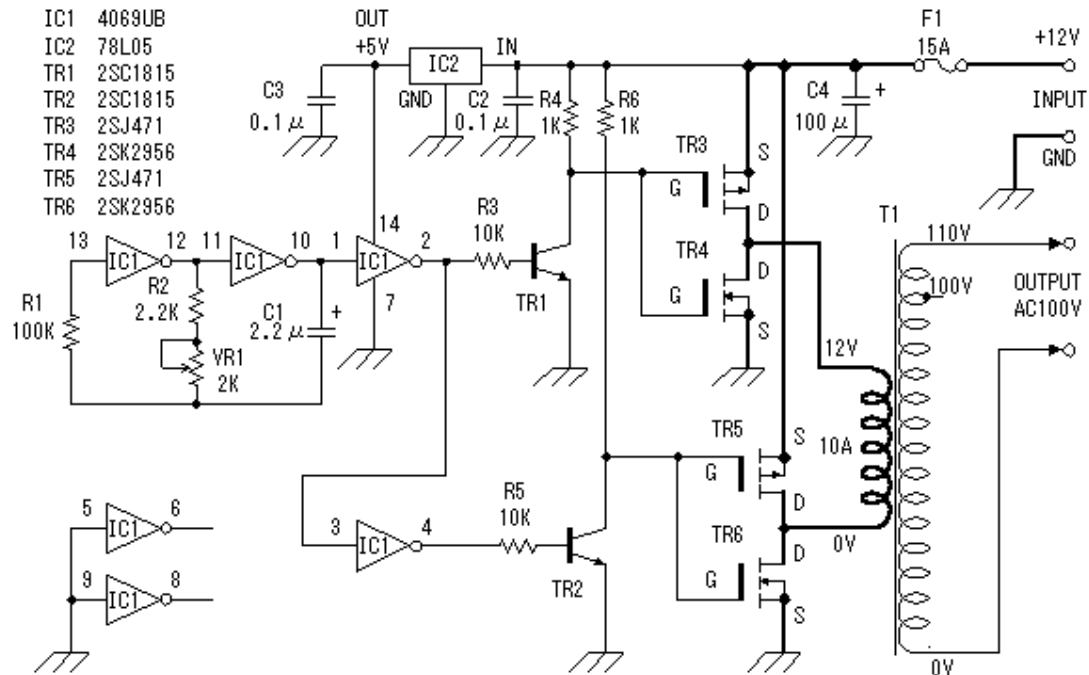 IC1 4069UB
IC2 78L05
TR1 2SC1815
TR2 2SC1815
TR3 2SJ471
TR4 2SK2956
TR5 2SJ471
TR6 2SK2956
OUT
+5V
IC2
IN
GND
C3
0.1μ
C2
0.1μ
R4
1K
R6
1K
C4
+
100μ
F1
15A
+12V
INPUT
GND
TR3
S
G
D
TR4
D
G
S
13
IC1
12
11
IC1
10
1
14
IC1
2
7
R3
10K
TR1
R1
100K
R2
2.2K
VR1
2K
C1
+
2.2μ
T1
110V
100V
OUTPUT
AC100V
12V
10A
0V
0V
TR5
S
G
D
TR6
D
G
S
5
IC1
6
9
IC1
8
3
IC1
4
R5
10K
TR2